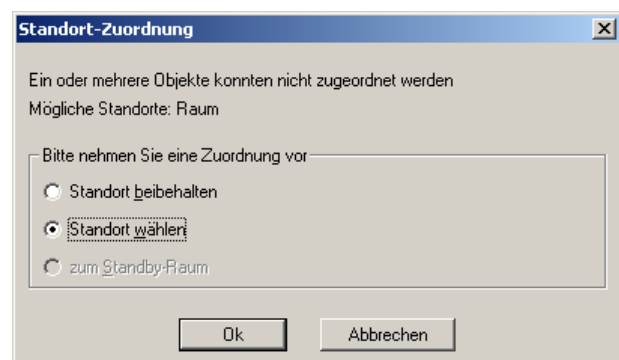 Standort-Zuordnung
Ein oder mehrere Objekte konnten nicht zugeordnet werden
Mögliche Standorte: Raum
Bitte nehmen Sie eine Zuordnung vor
Standort beibehalten
Standort wählen
zum Standby-Raum
Ok Abbrechen